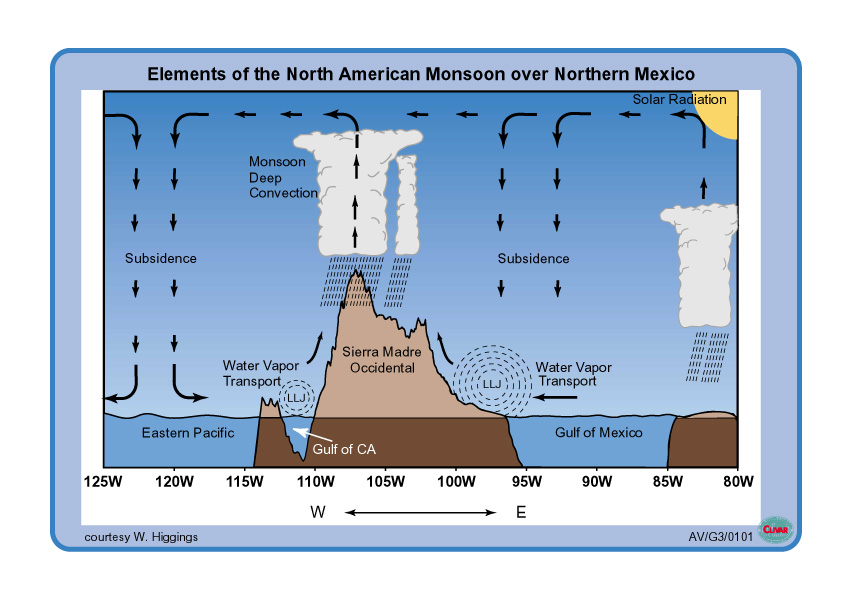 Elements of the North American Monsoon over Northern Mexico
Solar Radiation
Monsoon
Deep
Convection
Subsidence
Subsidence
Sierra Madre
Occidental
Water Vapor
Transport
LLJ
LLJ
Water Vapor
Transport
Eastern Pacific
Gulf of CA
Gulf of Mexico
125W 120W 115W 110W 105W 100W 95W 90W 85W 80W
W E
courtesy W. Higgings
AV/G3/0101
CLIVAR